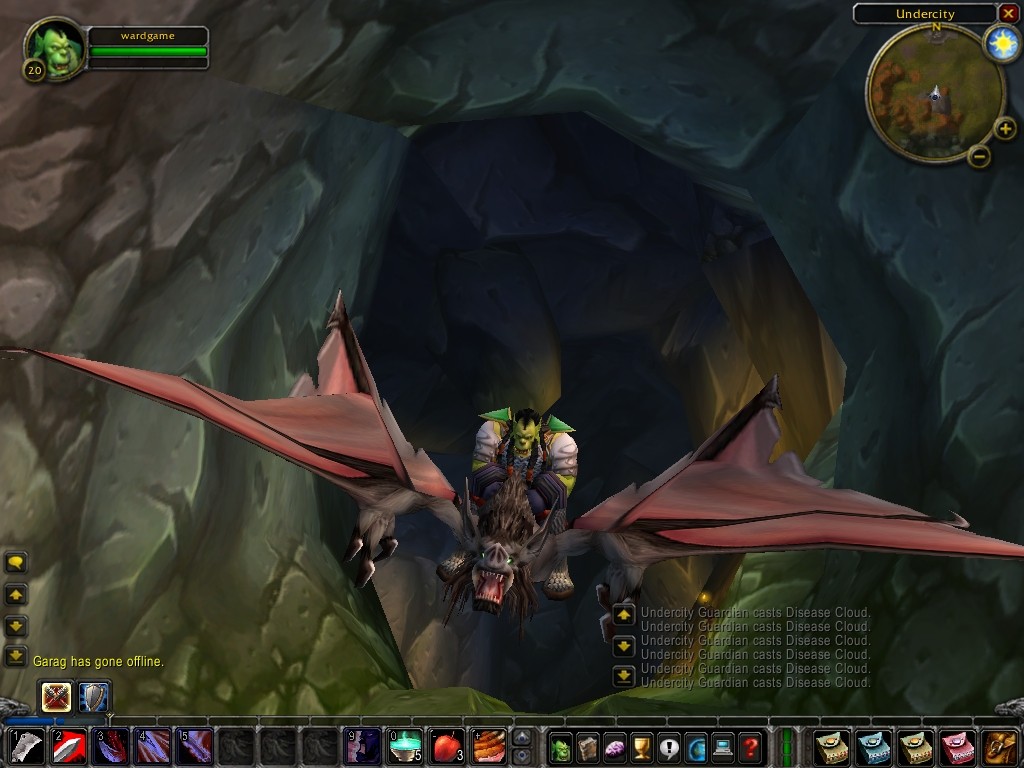 wardgame
20
Undercity
N
Undercity Guardian casts Disease Cloud.
Undercity Guardian casts Disease Cloud.
Undercity Guardian casts Disease Cloud.
Undercity Guardian casts Disease Cloud.
Undercity Guardian casts Disease Cloud.
Undercity Guardian casts Disease Cloud.
Garag has gone offline.
1 2 3 4 5 9 0 5 - 3 +